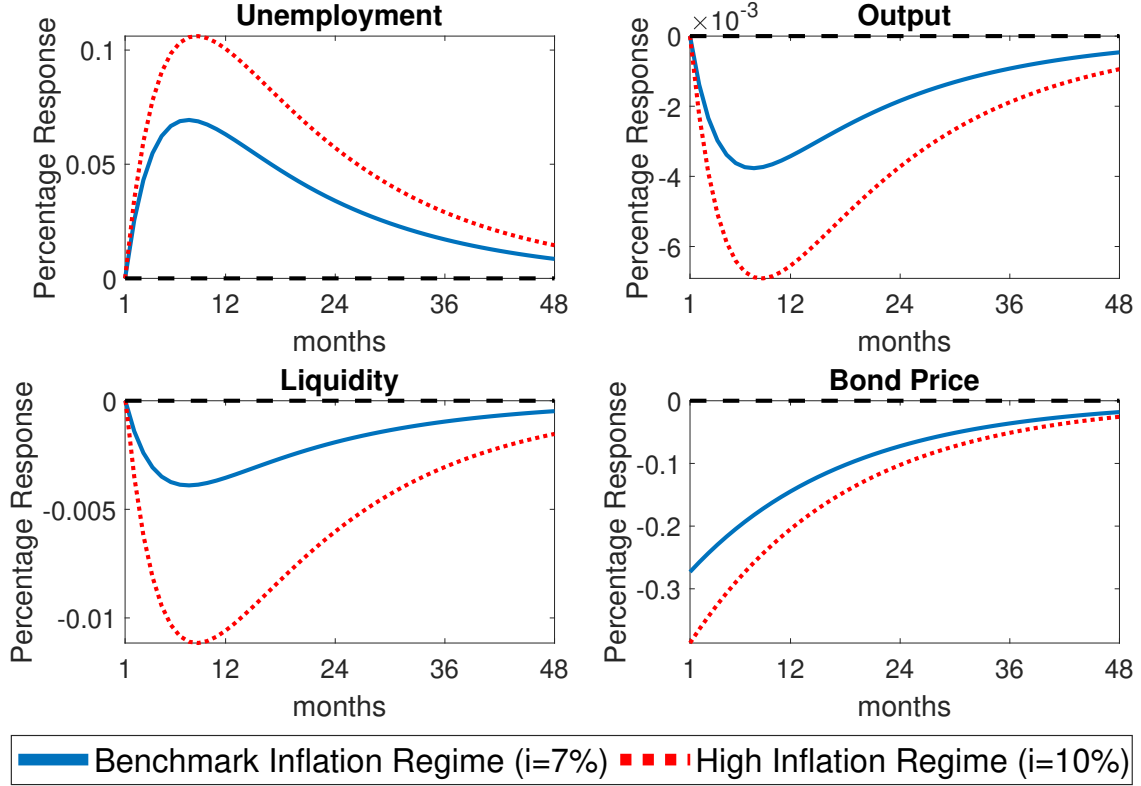 Unemployment
Percentage Response
0.1
0.05
0
1 12 24 36 48
months
Output
×10⁻³
Percentage Response
0
-2
-4
-6
1 12 24 36 48
months
Liquidity
Percentage Response
0
-0.005
-0.01
1 12 24 36 48
months
Bond Price
Percentage Response
0
-0.1
-0.2
-0.3
1 12 24 36 48
months
Benchmark Inflation Regime (i=7%) High Inflation Regime (i=10%)